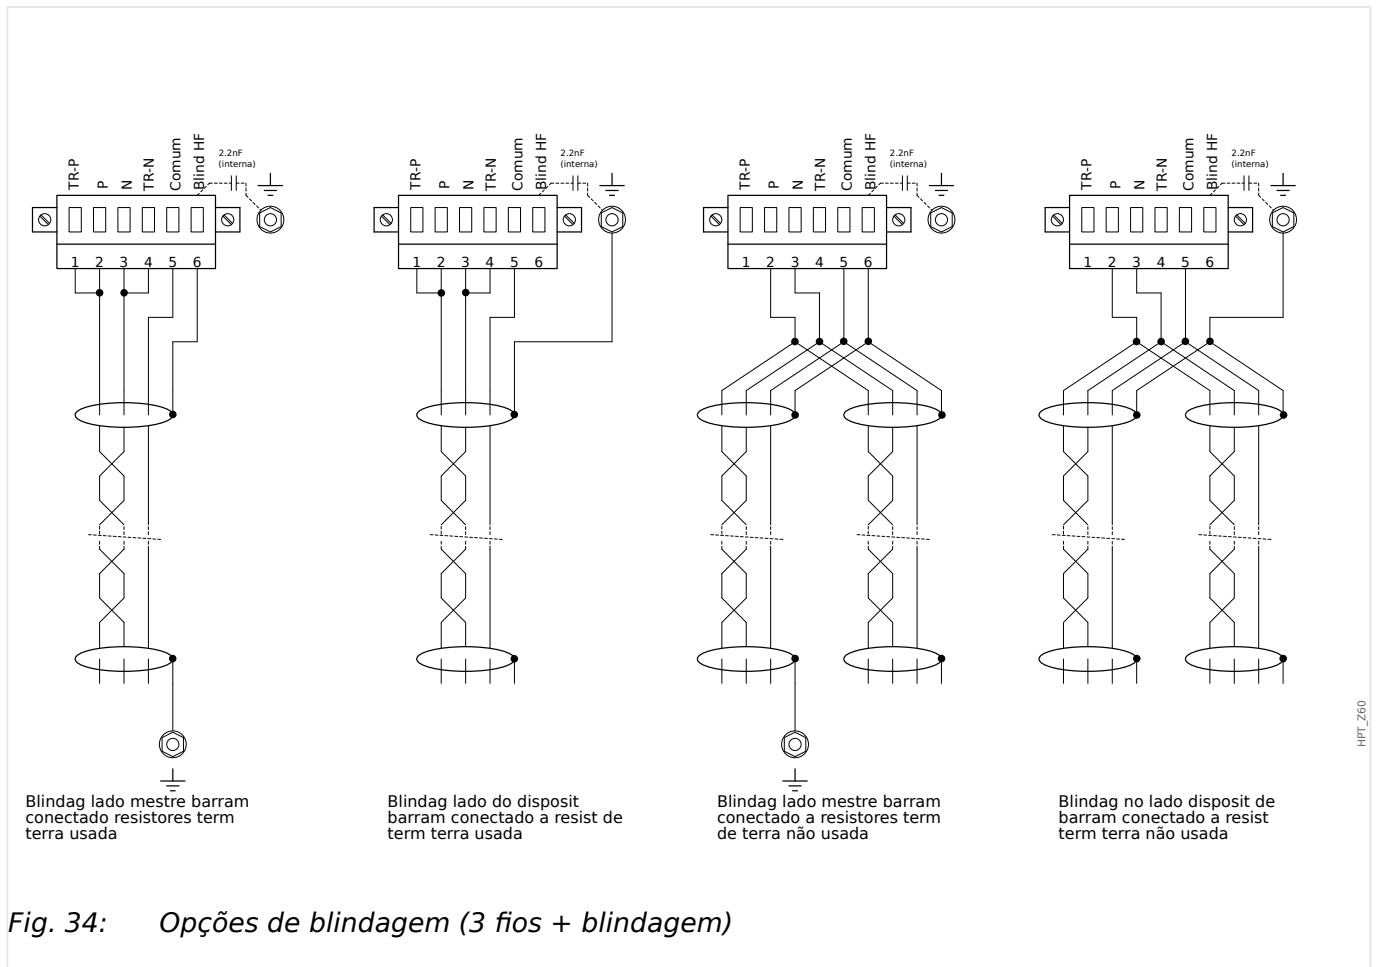 TR-P
P
N
TR-N
Comum
Blind HF
2.2nF
(interna)
1 2 3 4 5 6
TR-P
P
N
TR-N
Comum
Blind HF
2.2nF
(interna)
1 2 3 4 5 6
TR-P
P
N
TR-N
Comum
Blind HF
2.2nF
(interna)
1 2 3 4 5 6
TR-P
P
N
TR-N
Comum
Blind HF
2.2nF
(interna)
1 2 3 4 5 6
HPT_Z60
Blindag lado mestre barram
conectado resistores term
terra usada
Blindag lado do disposit
barram conectado a resist de
term terra usada
Blindag lado mestre barram
conectado a resistores term
de terra não usada
Blindag no lado disposit de
barram conectado a resist
term terra não usada
Fig. 34: Opções de blindagem (3 fios + blindagem)